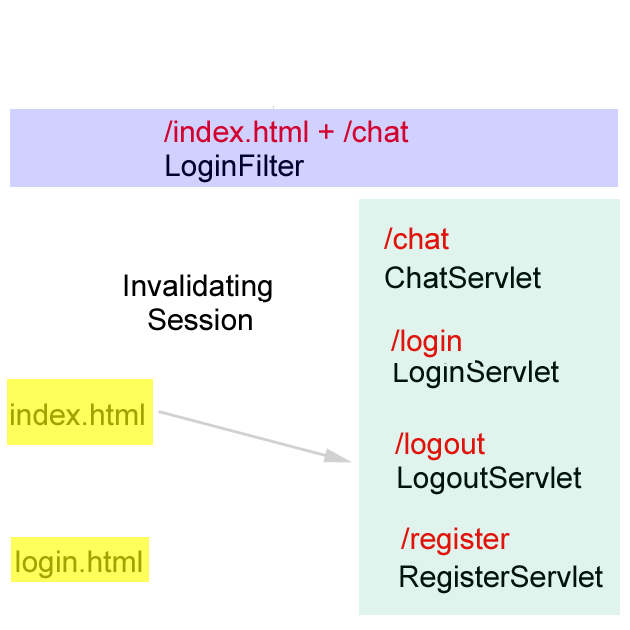 /index.html + /chat
LoginFilter
Invalidating
Session
index.html
login.html
/chat
ChatServlet
/login
LoginServlet
/logout
LogoutServlet
/register
RegisterServlet